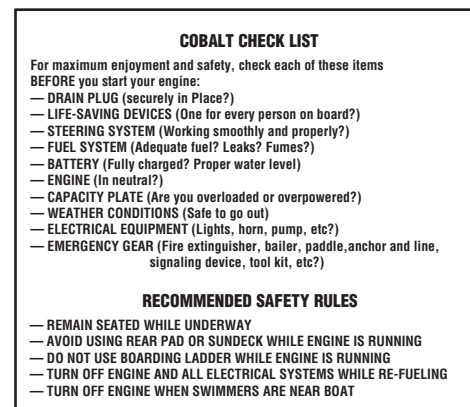 COBALT CHECK LIST
For maximum enjoyment and safety, check each of these items
BEFORE you start your engine:
— DRAIN PLUG (securely in Place?)
— LIFE-SAVING DEVICES (One for every person on board?)
— STEERING SYSTEM (Working smoothly and properly?)
— FUEL SYSTEM (Adequate fuel? Leaks? Fumes?)
— BATTERY (Fully charged? Proper water level)
— ENGINE (In neutral?)
— CAPACITY PLATE (Are you overloaded or overpowered?)
— WEATHER CONDITIONS (Safe to go out)
— ELECTRICAL EQUIPMENT (Lights, horn, pump, etc?)
— EMERGENCY GEAR (Fire extinguisher, bailer, paddle,anchor and line,
signaling device, tool kit, etc?)
RECOMMENDED SAFETY RULES
— REMAIN SEATED WHILE UNDERWAY
— AVOID USING REAR PAD OR SUNDECK WHILE ENGINE IS RUNNING
— DO NOT USE BOARDING LADDER WHILE ENGINE IS RUNNING
— TURN OFF ENGINE AND ALL ELECTRICAL SYSTEMS WHILE RE-FUELING
— TURN OFF ENGINE WHEN SWIMMERS ARE NEAR BOAT